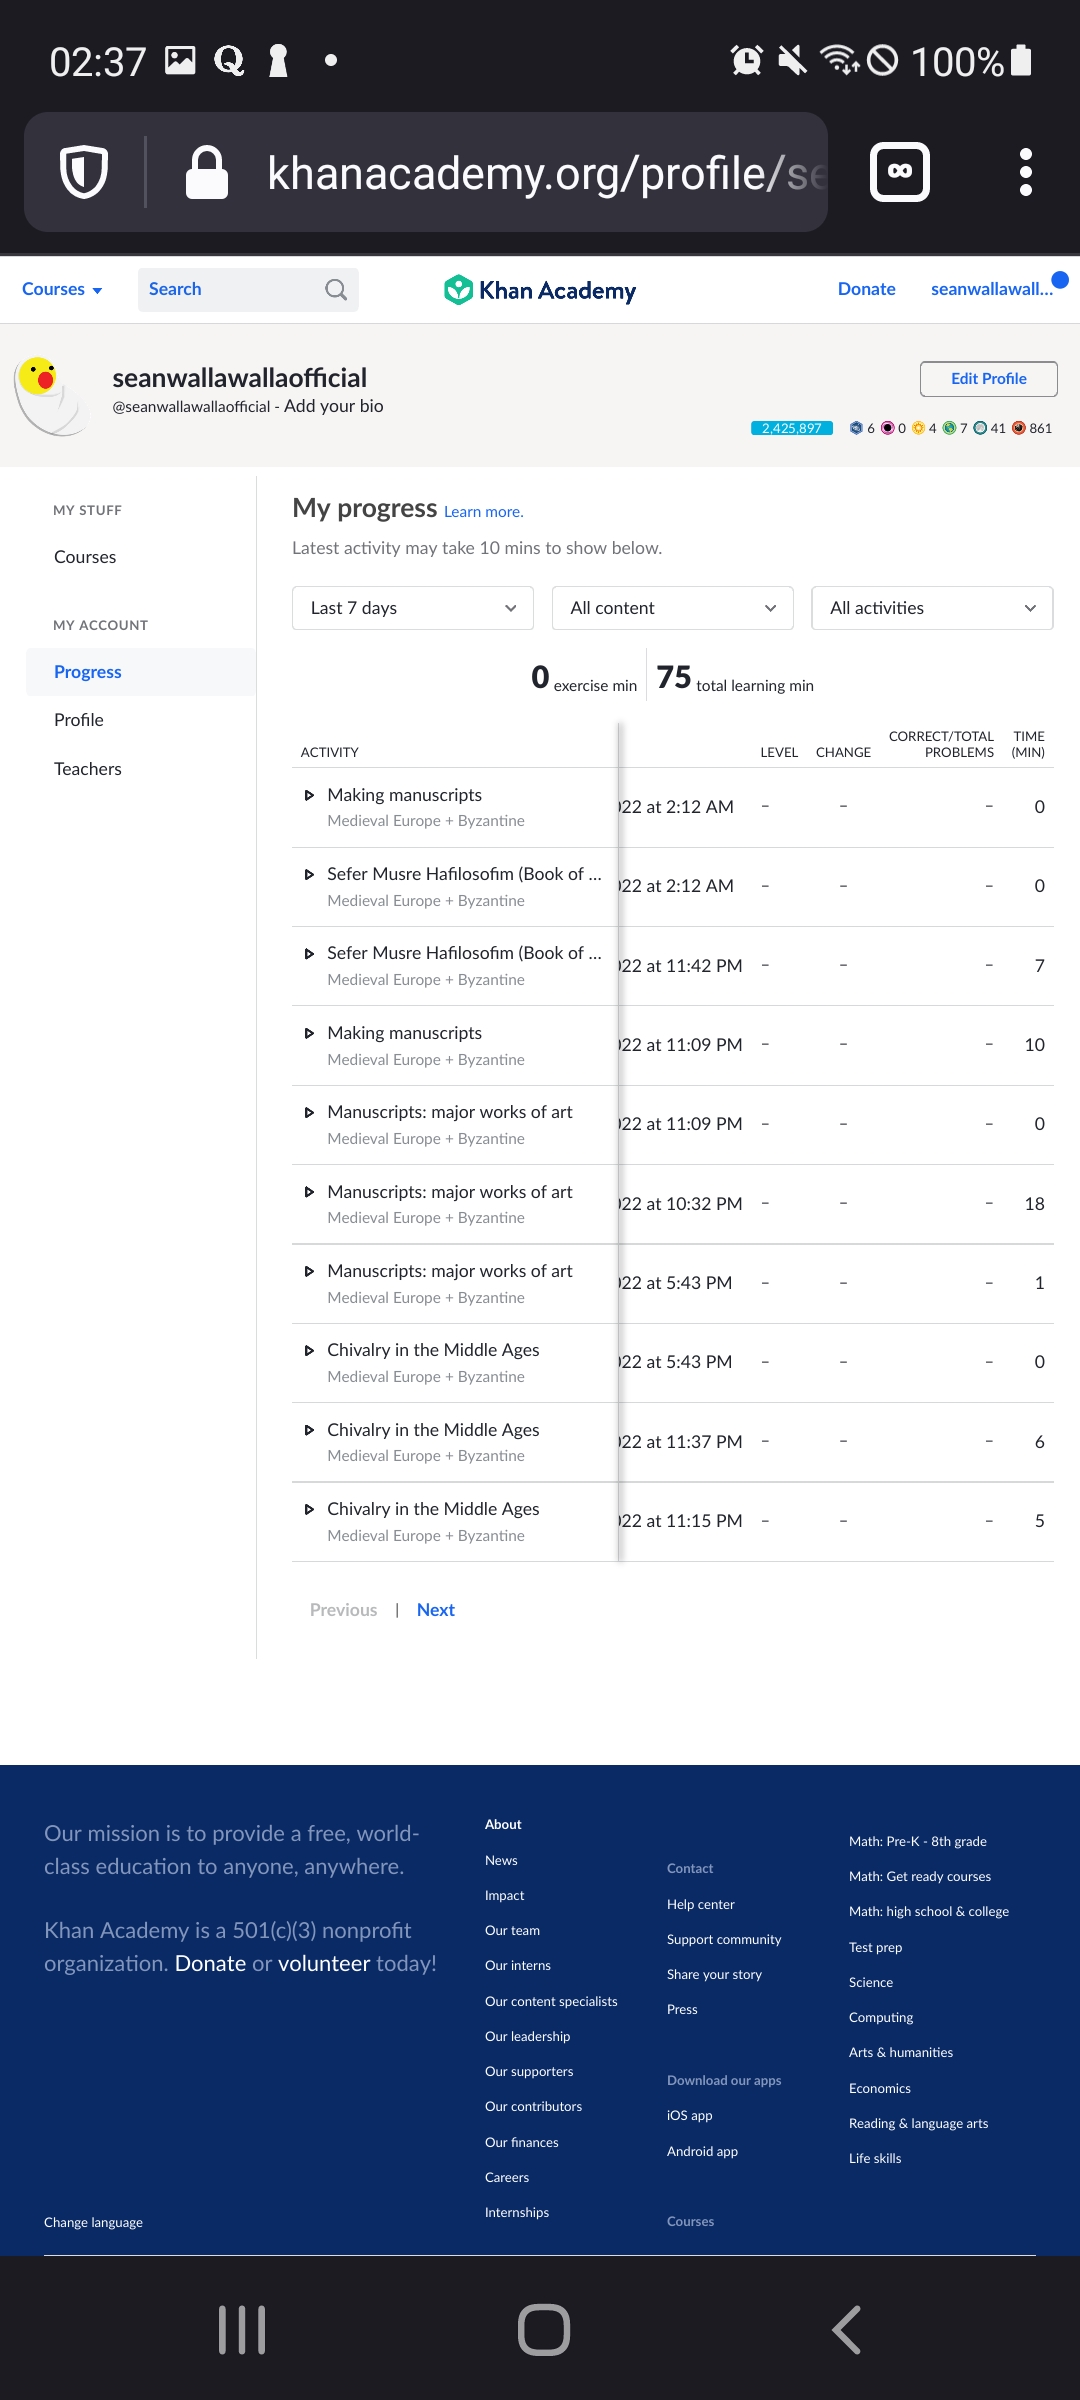 02:37
100%
khanacademy.org/profile/se
Courses
Search
Khan Academy
Donate
seanwallawall...
seanwallawallaofficial
@seanwallawallaofficial - Add your bio
Edit Profile
2,425,897 6 0 4 7 41 861
MY STUFF
Courses
MY ACCOUNT
Progress
Profile
Teachers
My progress Learn more.
Latest activity may take 10 mins to show below.
Last 7 days
All content
All activities
0 exercise min
75 total learning min
ACTIVITY LEVEL CHANGE CORRECT/TOTAL PROBLEMS TIME (MIN)
Making manuscripts
Medieval Europe + Byzantine
022 at 2:12 AM – – – 0
Sefer Musre Hafilosofim (Book of ...
Medieval Europe + Byzantine
022 at 2:12 AM – – – 0
Sefer Musre Hafilosofim (Book of ...
Medieval Europe + Byzantine
022 at 11:42 PM – – – 7
Making manuscripts
Medieval Europe + Byzantine
022 at 11:09 PM – – – 10
Manuscripts: major works of art
Medieval Europe + Byzantine
022 at 11:09 PM – – – 0
Manuscripts: major works of art
Medieval Europe + Byzantine
022 at 10:32 PM – – – 18
Manuscripts: major works of art
Medieval Europe + Byzantine
022 at 5:43 PM – – – 1
Chivalry in the Middle Ages
Medieval Europe + Byzantine
022 at 5:43 PM – – – 0
Chivalry in the Middle Ages
Medieval Europe + Byzantine
022 at 11:37 PM – – – 6
Chivalry in the Middle Ages
Medieval Europe + Byzantine
022 at 11:15 PM – – – 5
Previous | Next
Our mission is to provide a free, world-
class education to anyone, anywhere.
Khan Academy is a 501(c)(3) nonprofit
organization. Donate or volunteer today!
About
News
Impact
Our team
Our interns
Our content specialists
Our leadership
Our supporters
Our contributors
Our finances
Careers
Internships
Contact
Help center
Support community
Share your story
Press
Download our apps
iOS app
Android app
Courses
Math: Pre-K - 8th grade
Math: Get ready courses
Math: high school & college
Test prep
Science
Computing
Arts & humanities
Economics
Reading & language arts
Life skills
Change language